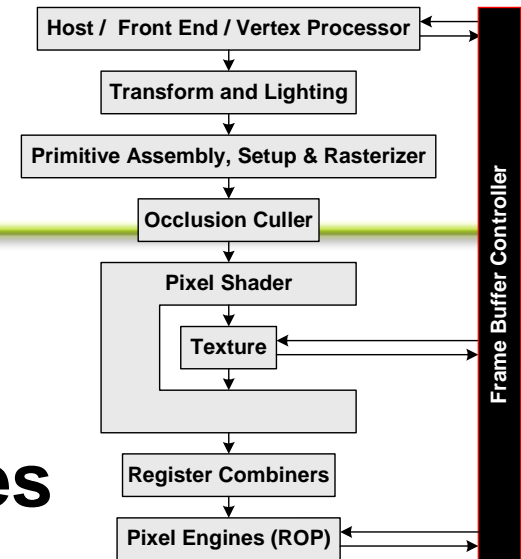 Host / Front End / Vertex Processor
Transform and Lighting
Primitive Assembly, Setup & Rasterizer
Occlusion Culler
Pixel Shader
Texture
Register Combiners
Pixel Engines (ROP)
Frame Buffer Controller
es